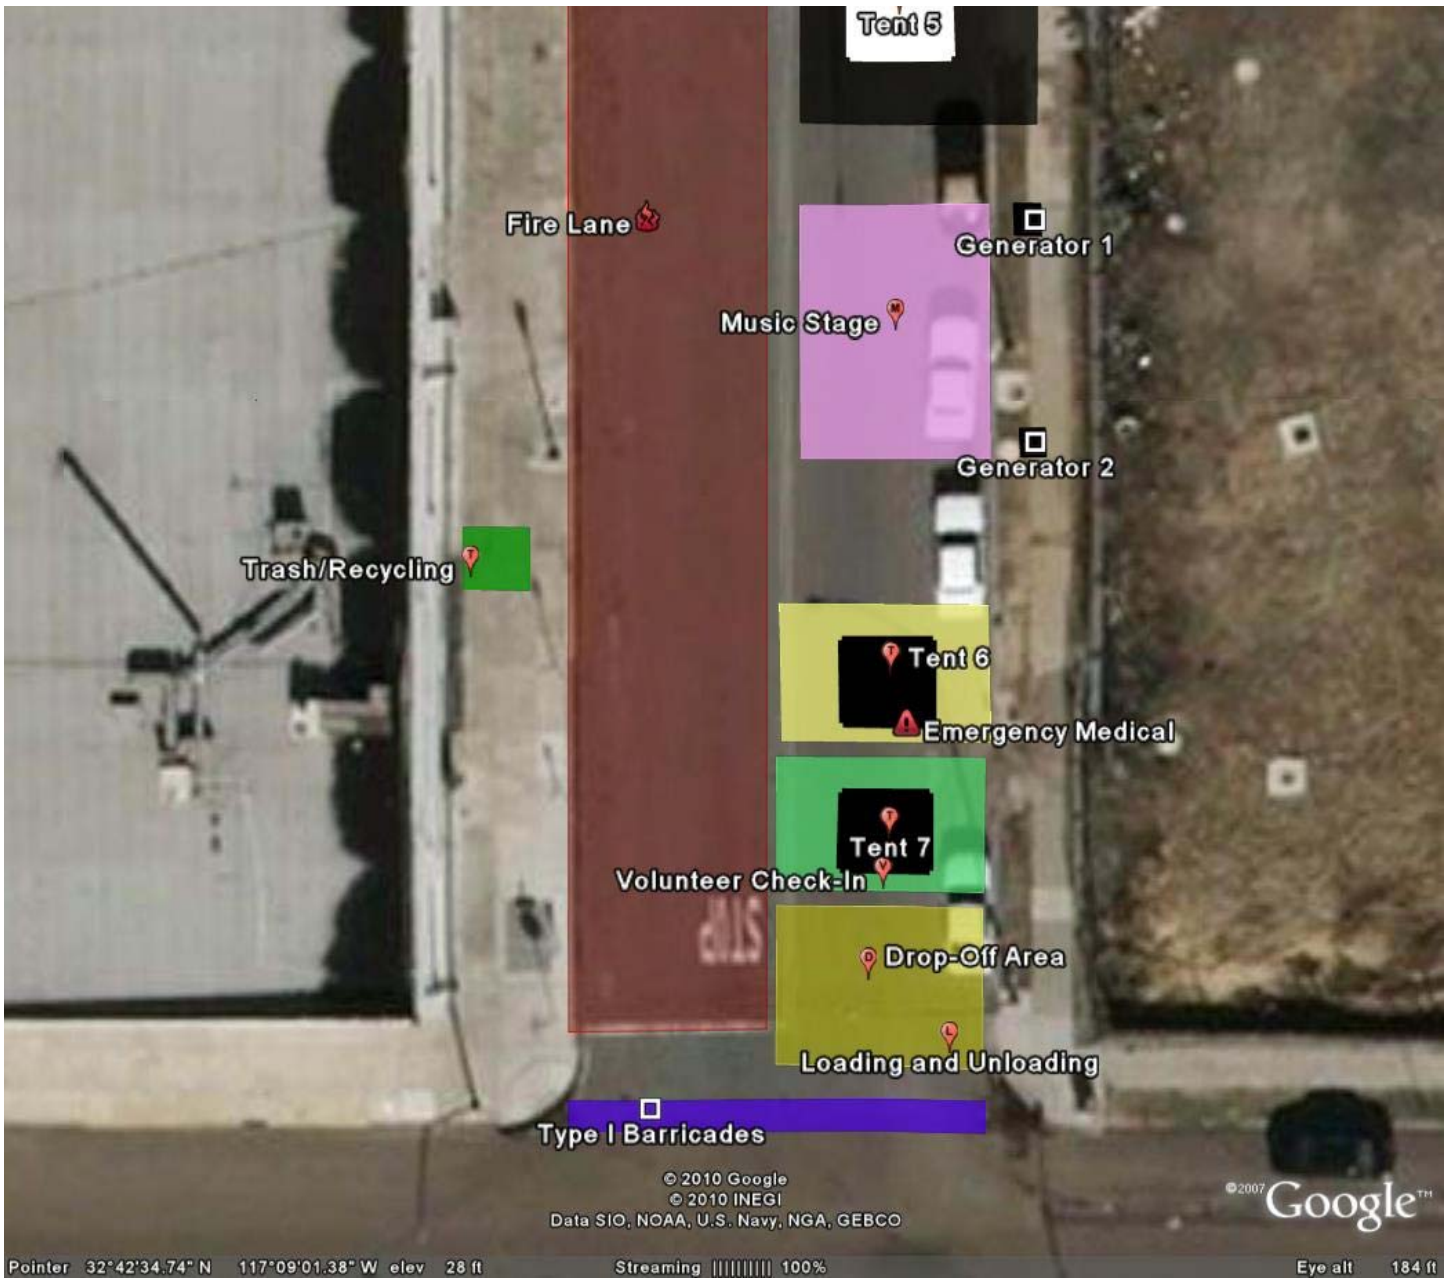 Tent 5
Fire Lane
Generator 1
Music Stage
Generator 2
Trash/Recycling
T
Tent 6
Emergency Medical
T
Tent 7
Volunteer Check-In
STOP
D
Drop-Off Area
L
Loading and Unloading
Type I Barricades
© 2010 Google
© 2010 INEGI
Data SIO, NOAA, U.S. Navy, NGA, GEBCO
©2007 Google™
Pointer 32°42'34.74" N 117°09'01.38" W elev 28 ft Streaming |||||||||| 100% Eye alt 184 ft